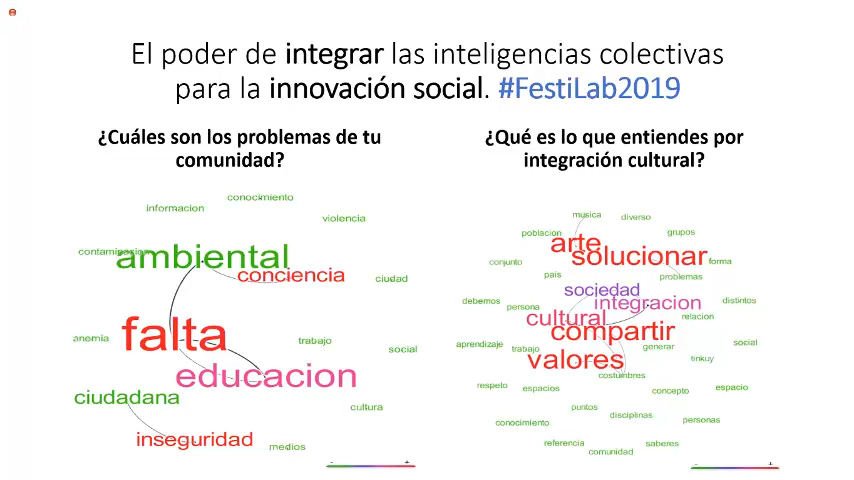 El poder de integrar las inteligencias colectivas
para la innovación social. #FestiLab2019
¿Cuáles son los problemas de tu
comunidad?
conocimiento
informacion
violencia
contaminacion
ambiental
conciencia
ciudad
falta
anemia
trabajo
social
educacion
ciudadana
cultura
inseguridad
medios
- +
¿Qué es lo que entiendes por
integración cultural?
musica
diverso
poblacion
grupos
arte
solucionar
conjunto
forma
pais
problemas
sociedad
debemos
persona
integracion
distintos
cultural
relacion
compartir
aprendizaje
trabajo
generar
social
valores
tinkuy
costumbres
respeto
espacios
concepto
espacio
puntos
disciplinas
conocimiento
personas
referencia
saberes
comunidad
- +